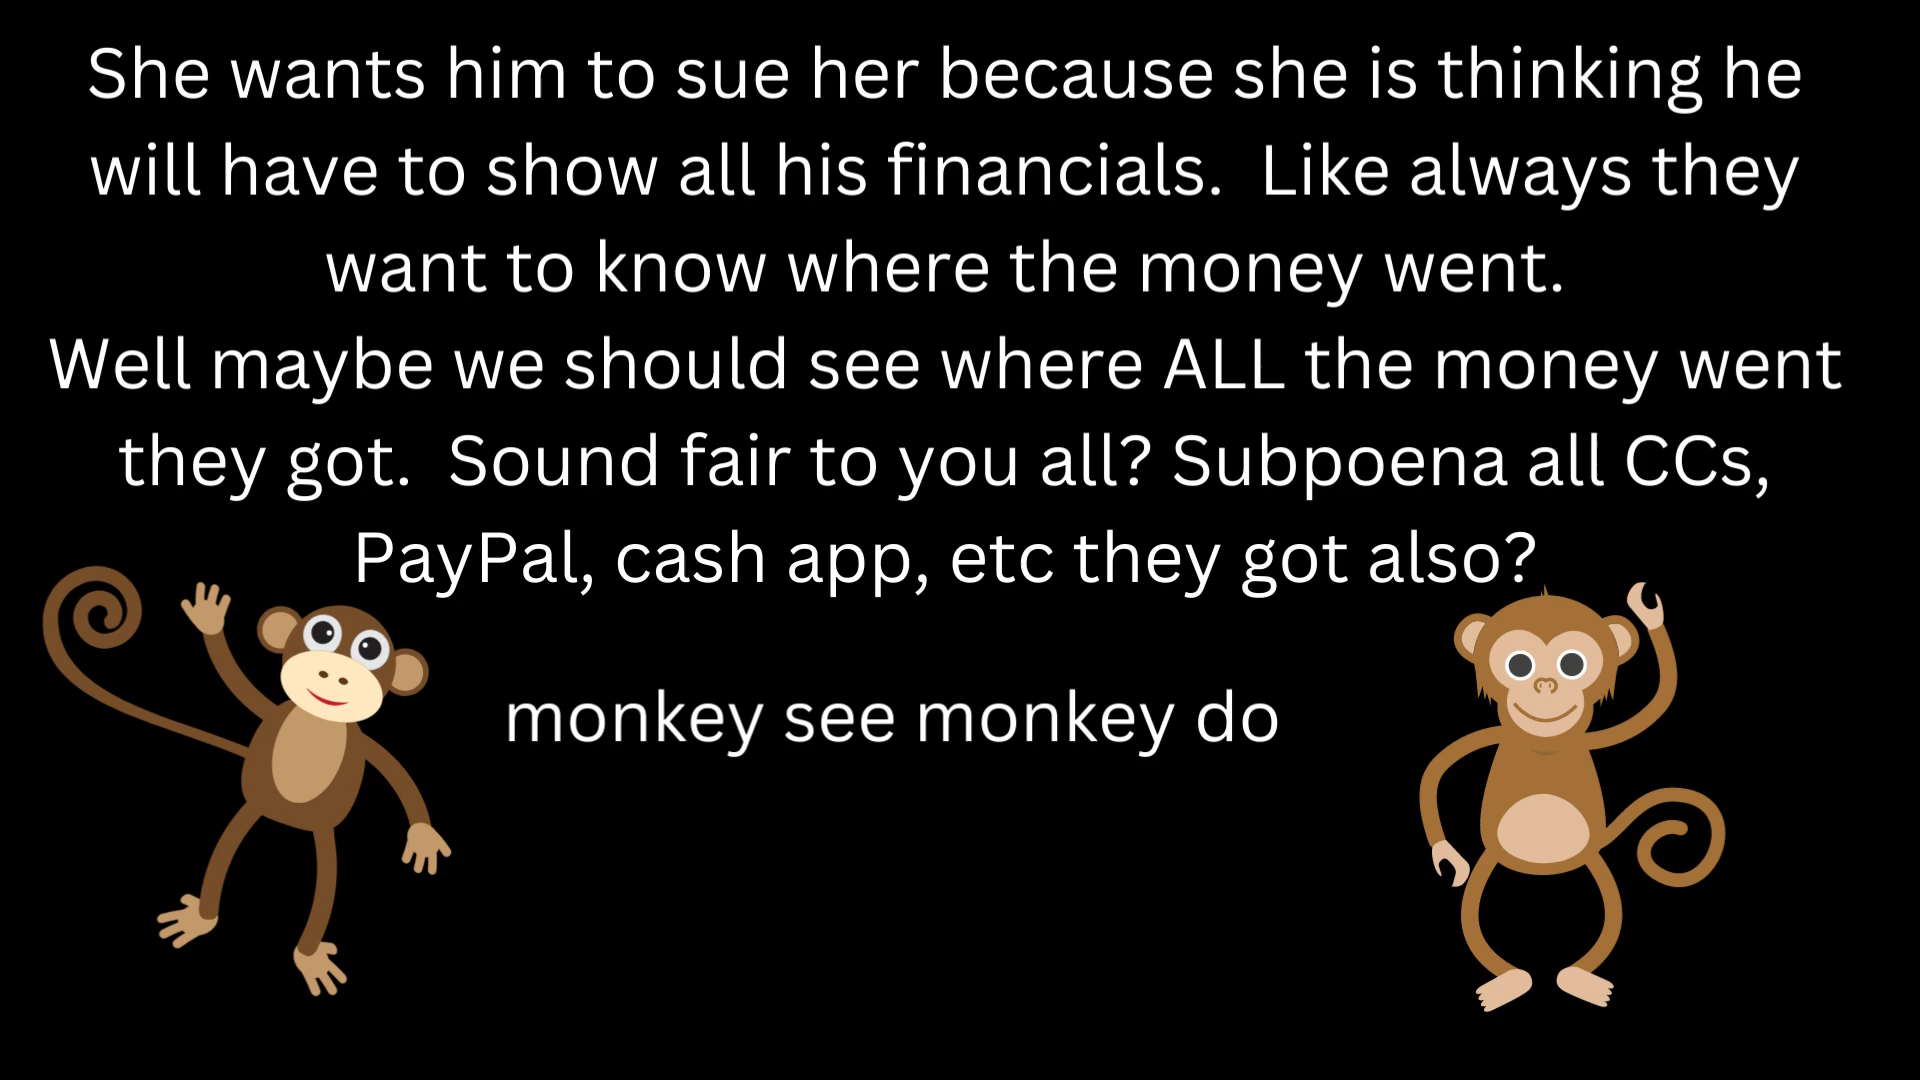 She wants him to sue her because she is thinking he
will have to show all his financials.  Like always they
want to know where the money went.
Well maybe we should see where ALL the money went
they got.  Sound fair to you all? Subpoena all CCs,
PayPal, cash app, etc they got also?
monkey see monkey do